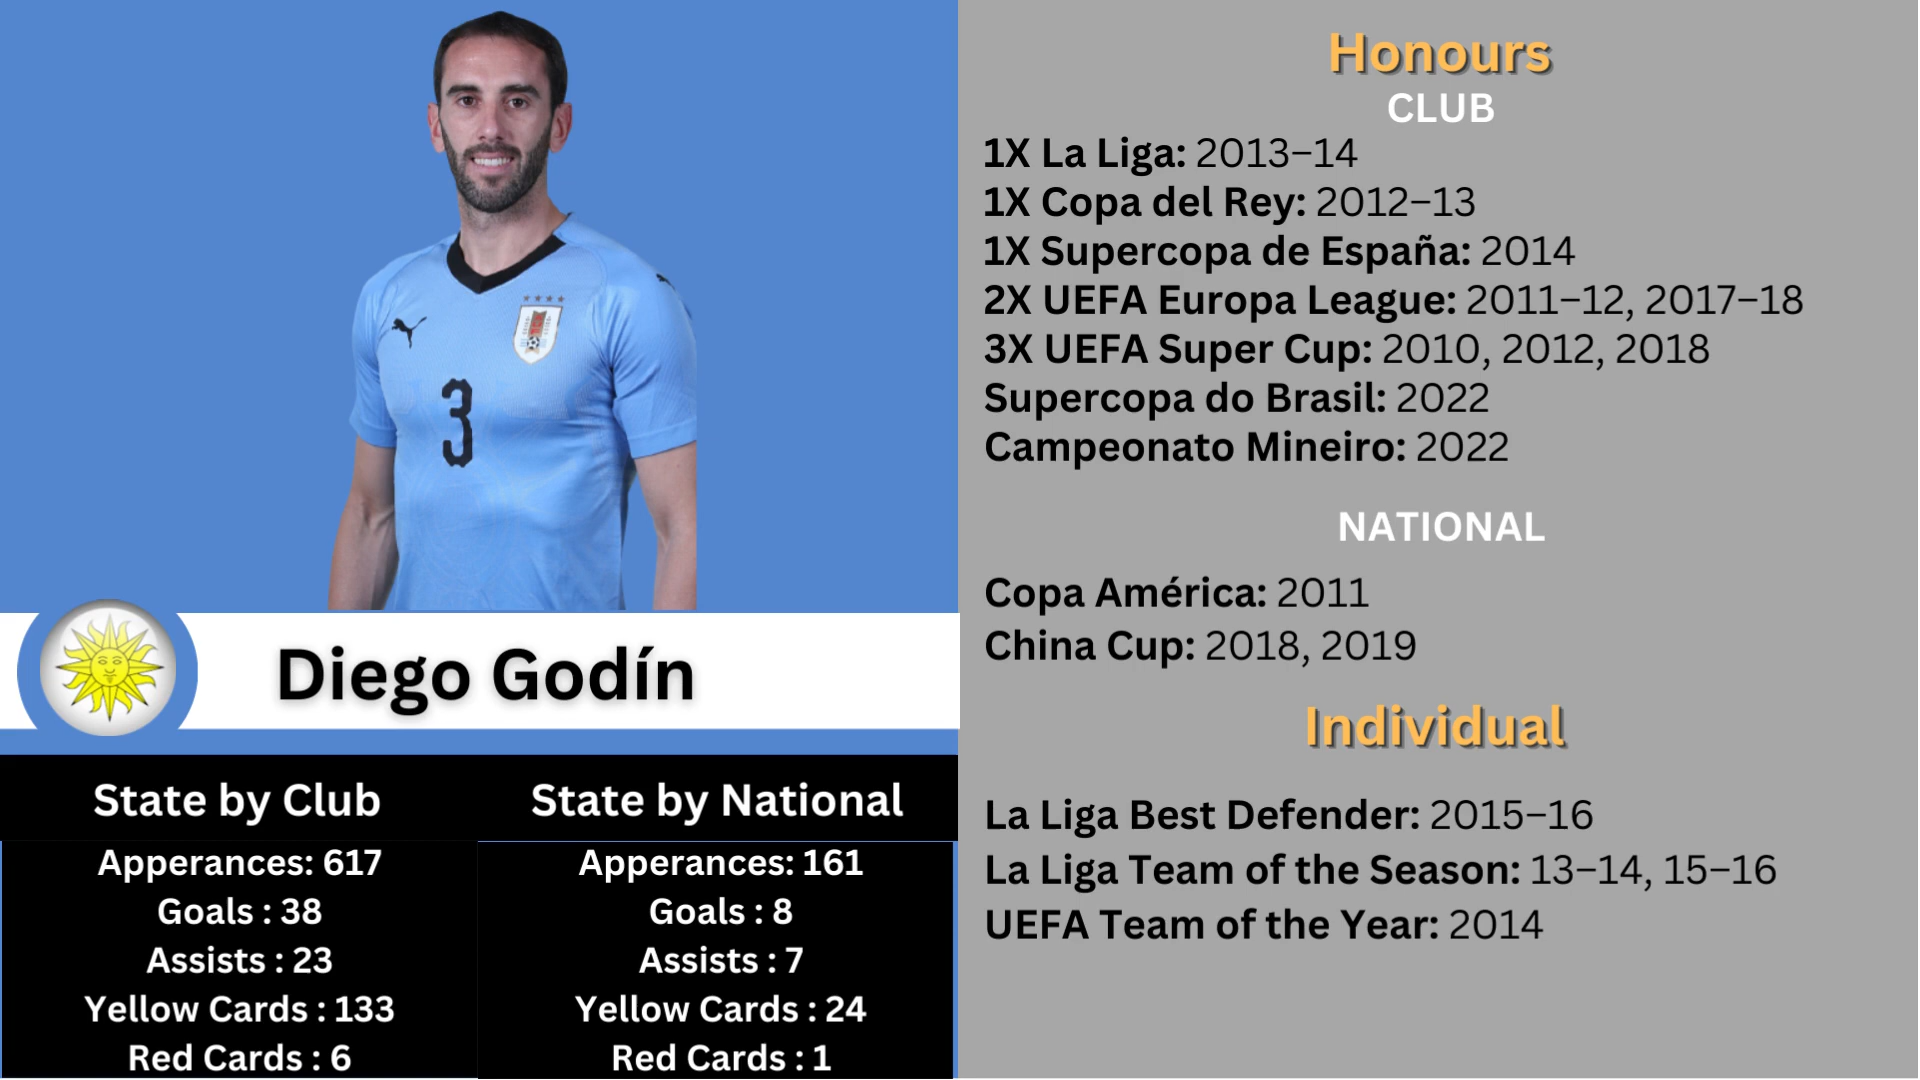 3
Diego Godín
State by Club
Apperances: 617
Goals : 38
Assists : 23
Yellow Cards : 133
Red Cards : 6
State by National
Apperances: 161
Goals : 8
Assists : 7
Yellow Cards : 24
Red Cards : 1
Honours
CLUB
1X La Liga: 2013–14
1X Copa del Rey: 2012–13
1X Supercopa de España: 2014
2X UEFA Europa League: 2011–12, 2017–18
3X UEFA Super Cup: 2010, 2012, 2018
Supercopa do Brasil: 2022
Campeonato Mineiro: 2022
NATIONAL
Copa América: 2011
China Cup: 2018, 2019
Individual
La Liga Best Defender: 2015–16
La Liga Team of the Season: 13–14, 15–16
UEFA Team of the Year: 2014